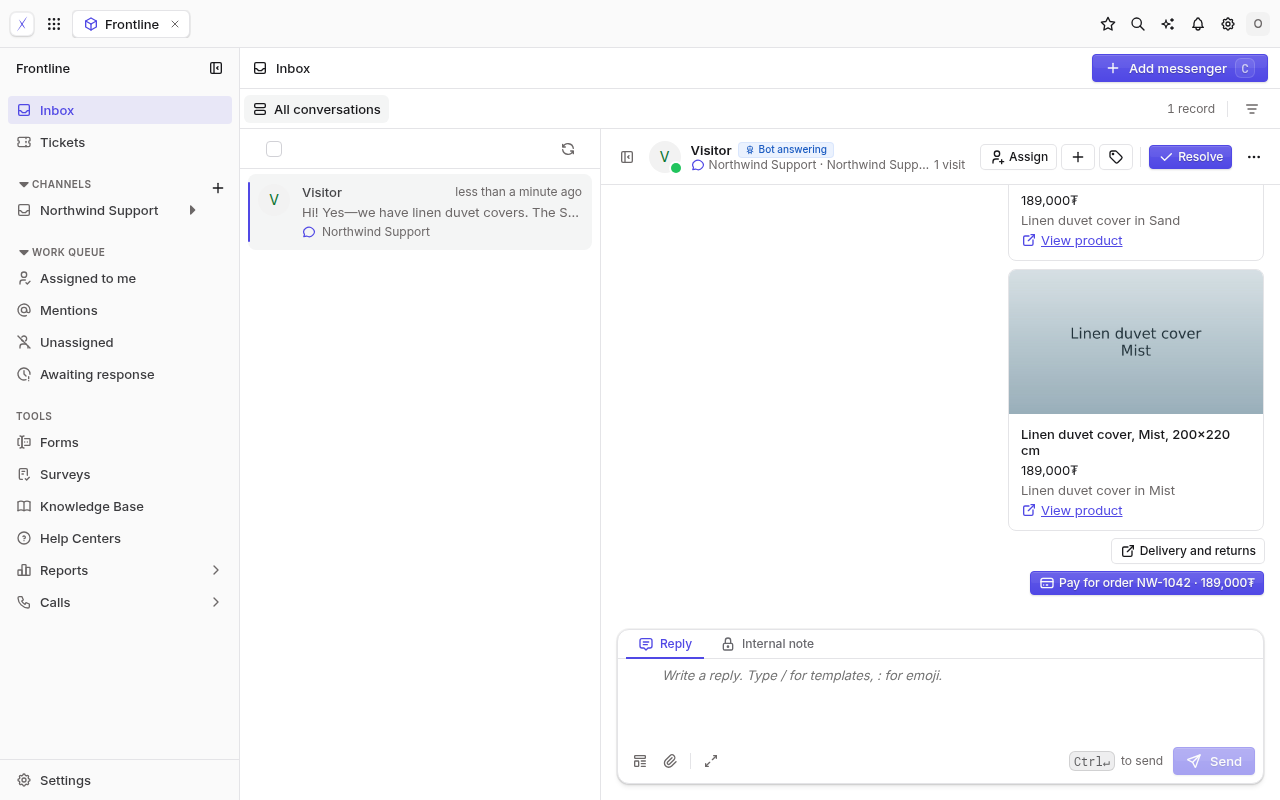 Frontline
O
Frontline
Inbox
Tickets
CHANNELS
Northwind Support
WORK QUEUE
Assigned to me
Mentions
Unassigned
Awaiting response
TOOLS
Forms
Surveys
Knowledge Base
Help Centers
Reports
Calls
Settings
Inbox
Add messenger C
All conversations
1 record
V
Visitor less than a minute ago
Hi! Yes—we have linen duvet covers. The S...
Northwind Support
V
Visitor Bot answering
Northwind Support · Northwind Supp... 1 visit
Assign
Resolve
189,000₮
Linen duvet cover in Sand
View product
Linen duvet cover
Mist
Linen duvet cover, Mist, 200×220
cm
189,000₮
Linen duvet cover in Mist
View product
Delivery and returns
Pay for order NW-1042 · 189,000₮
Reply
Internal note
Write a reply. Type / for templates, : for emoji.
Ctrl↵ to send
Send